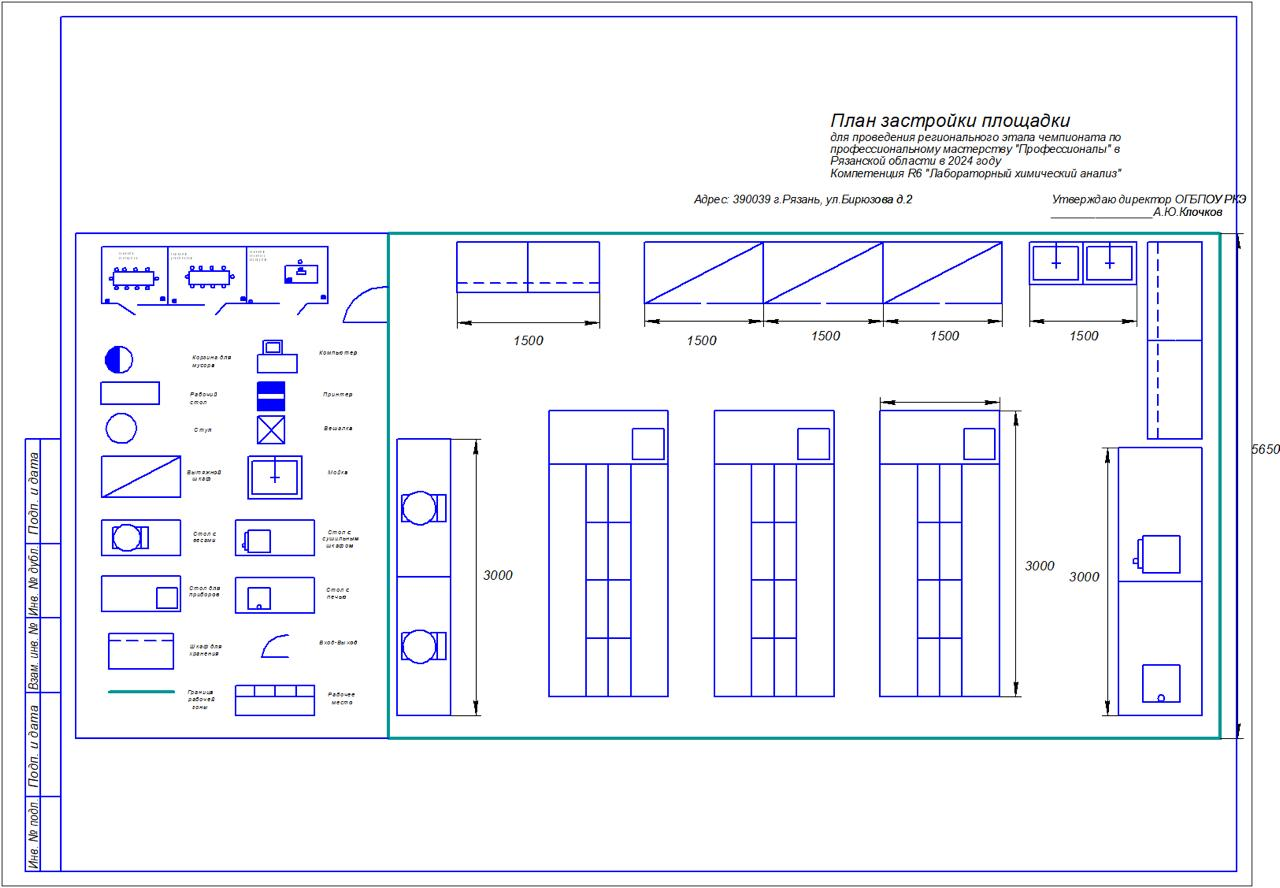 План застройки площадки
для проведения регионального этапа чемпионата по
профессиональному мастерству "Профессионалы" в
Рязанской области в 2024 году
Компетенция R6 "Лабораторный химический анализ"
Адрес: 390039 г.Рязань, ул.Бирюзова д.2
Утверждаю директор ОГБПОУ РКЭ
________________А.Ю.Клочков
1500
1500
1500
1500
1500
5650
3000
3000
3000
Корзина для
мусора
Компьютер
Рабочий
стол
Принтер
Стул
Вешалка
Вытяжной
шкаф
Мойка
Стол с
весами
Стол с
сушильным
шкафом
Стол для
приборов
Стол с
печью
Шкаф для
хранения
Вход-Выход
Граница
рабочей
зоны
Рабочее
место
Подп. и дата
Инв. № дубл.
Взам. инв. №
Подп. и дата
Инв. № подл.